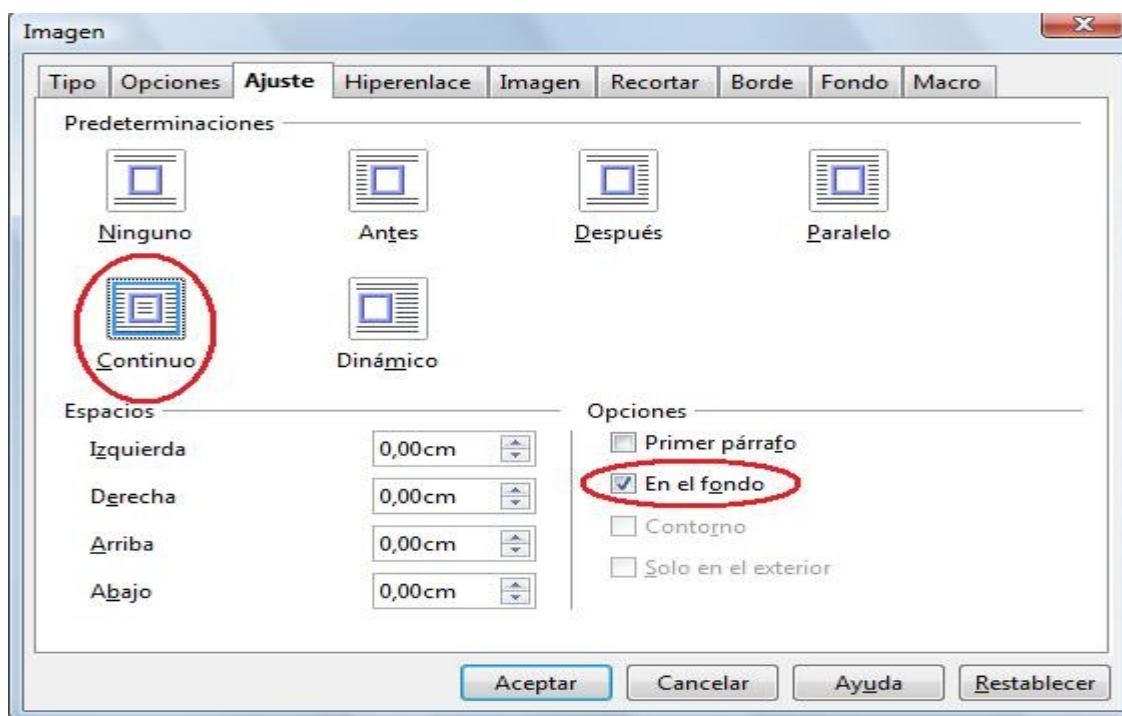 Imagen
Tipo Opciones Ajuste Hiperenlace Imagen Recortar Borde Fondo Macro
Predeterminaciones
Ninguno Antes Después Paralelo
Continuo Dinámico
Espacios
Izquierda 0,00cm
Derecha 0,00cm
Arriba 0,00cm
Abajo 0,00cm
Opciones
Primer párrafo
En el fondo
Contorno
Solo en el exterior
Aceptar Cancelar Ayuda Restablecer